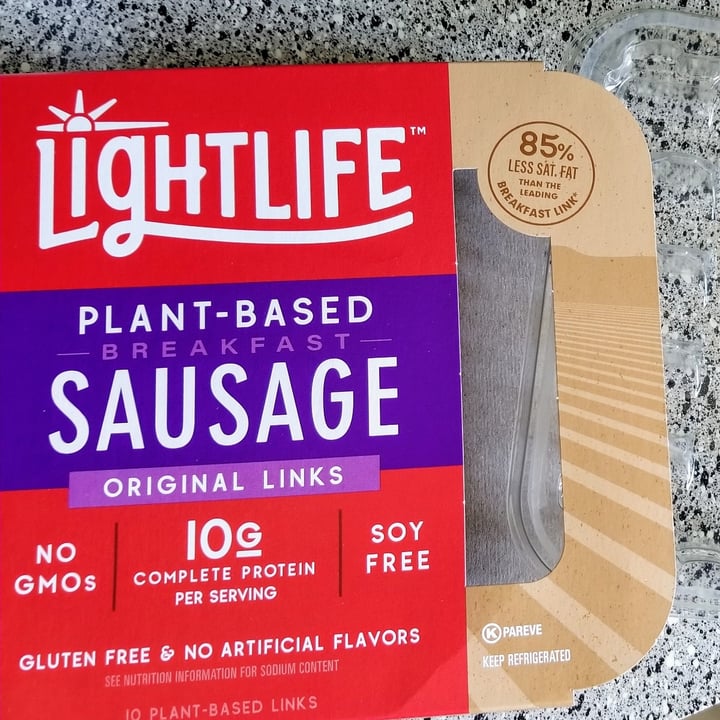 LIGHTLIFE™
PLANT-BASED
BREAKFAST
SAUSAGE
ORIGINAL LINKS
NO
GMOs
10G
COMPLETE PROTEIN
PER SERVING
SOY
FREE
GLUTEN FREE & NO ARTIFICIAL FLAVORS
SEE NUTRITION INFORMATION FOR SODIUM CONTENT
10 PLANT-BASED LINKS
85%
LESS SAT. FAT
THAN THE
LEADING
BREAKFAST LINK*
K PAREVE
KEEP REFRIGERATED